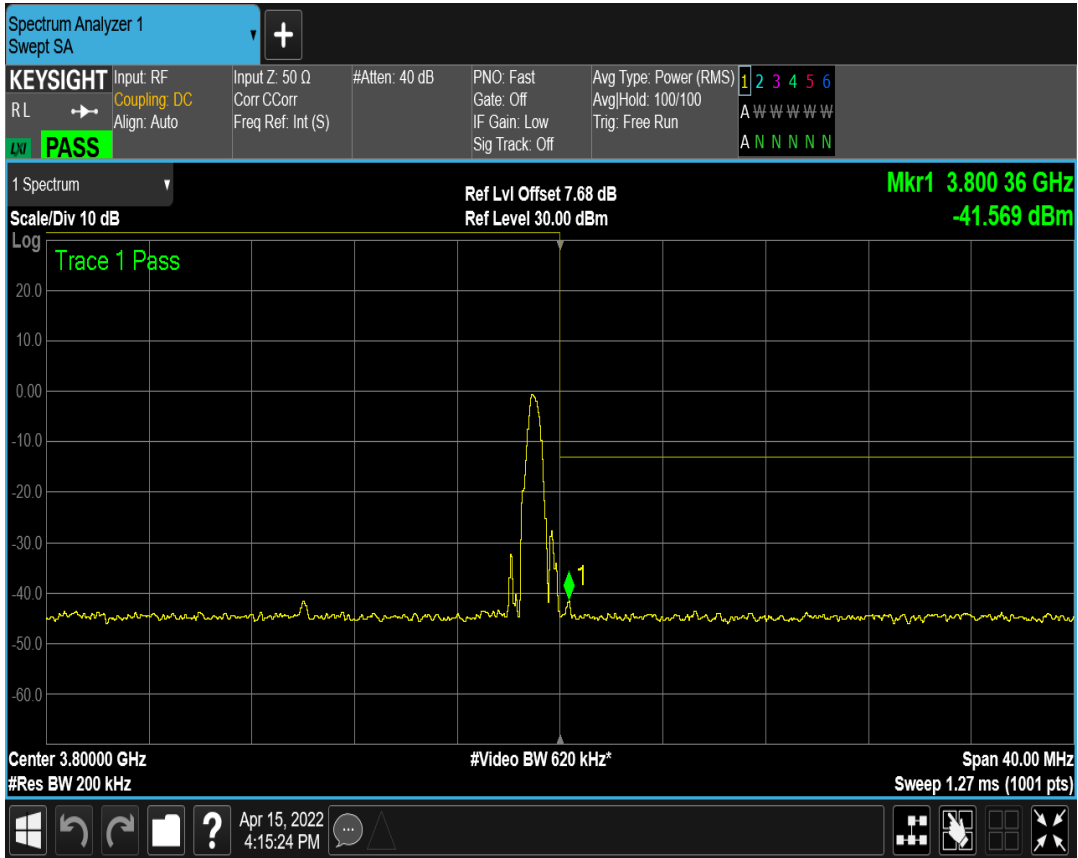 Spectrum Analyzer 1
Swept SA
+
KEYSIGHT
R L
LXI PASS
Input: RF
Coupling: DC
Align: Auto
Input Z: 50 Ω
Corr CCorr
Freq Ref: Int (S)
#Atten: 40 dB
PNO: Fast
Gate: Off
IF Gain: Low
Sig Track: Off
Avg Type: Power (RMS)
Avg|Hold: 100/100
Trig: Free Run
1 2 3 4 5 6
A W W W W W
A N N N N N
1 Spectrum
Scale/Div 10 dB
Ref Lvl Offset 7.68 dB
Ref Level 30.00 dBm
Mkr1 3.800 36 GHz
-41.569 dBm
Log
Trace 1 Pass
20.0
10.0
0.00
-10.0
-20.0
-30.0
-40.0
-50.0
-60.0
1
Center 3.80000 GHz
#Res BW 200 kHz
#Video BW 620 kHz*
Span 40.00 MHz
Sweep 1.27 ms (1001 pts)
?
Apr 15, 2022
4:15:24 PM